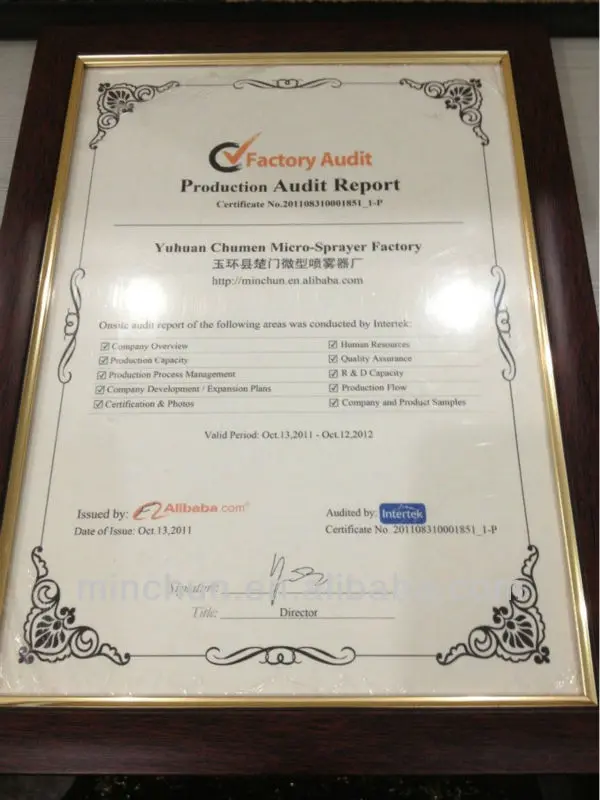 Factory Audit
Production Audit Report
Certificate No.201108310001851_1-P
Yuhuan Chumen Micro-Sprayer Factory
玉环县楚门微型喷雾器厂
http://minchun.en.alibaba.com
Onsite audit report of the following areas was conducted by Intertek:
Company Overview
Human Resources
Production Capacity
Quality Assurance
Production Process Management
R & D Capacity
Company Development / Expansion Plans
Production Flow
Certification & Photos
Company and Product Samples
Valid Period: Oct.13,2011 - Oct.12,2012
Issued by: Alibaba.com®
Audited by: Intertek
Date of Issue: Oct.13,2011
Certificate No. 201108310001851_1-P
Signature:
minchun.en.alibaba.com
Title: Director